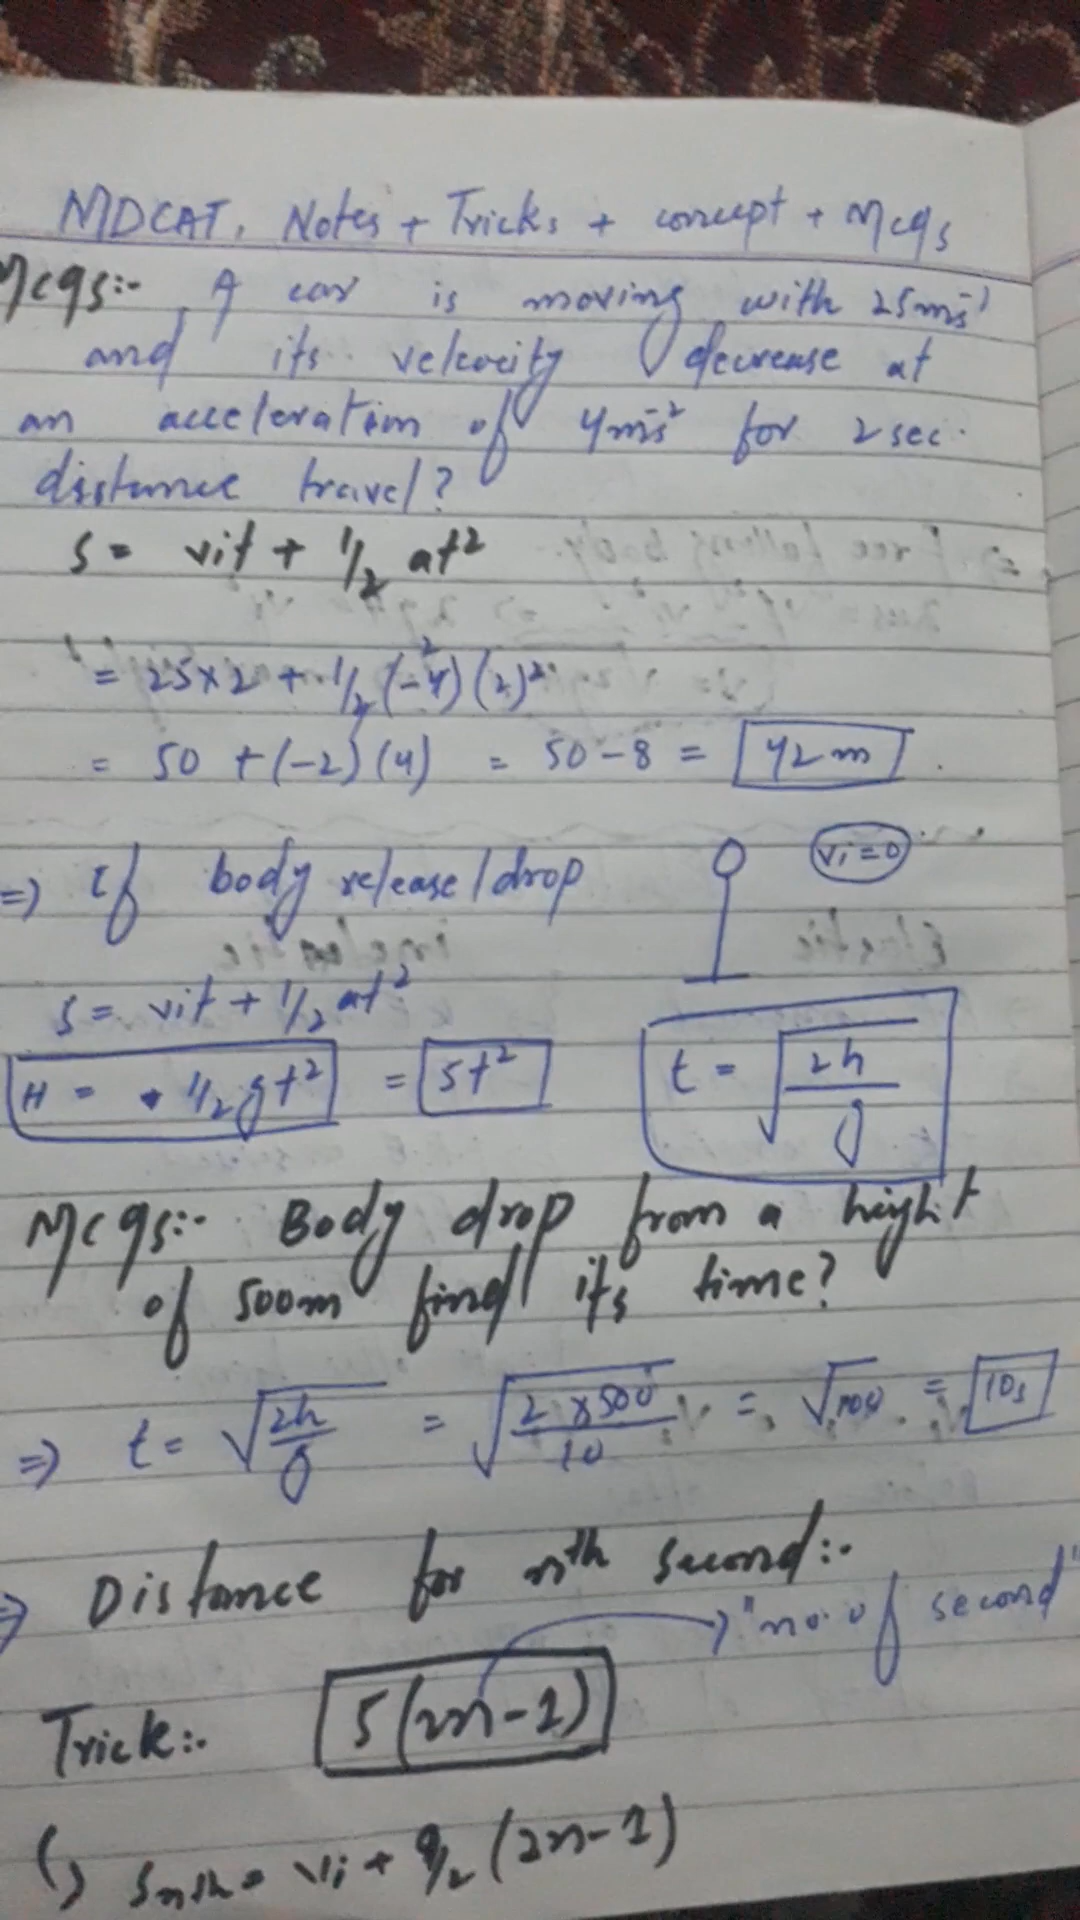 MDCAT. Notes + Tricks + concept + Mcqs
Mcqs:- A car is moving with 25ms⁻¹
and its velocity decrease at
an acceleration of 4ms⁻² for 2 sec.
distance travel?
S = vit + 1/2 at²
= 25×2 + 1/2 (-4)(2)²
= 50 + (-2)(4) = 50 - 8 = 42m
=> If body release/drop vi=0
S = vit + 1/2 at²
H = 1/2 gt² = 5t² t = √2h/g
Mcqs:- Body drop from a height
of 500m find its time?
=> t = √2h/g = √2×500/10 = √100 = 10s
=> Distance for nth second:-
→ "no. of second"
Trick:- 5(2n-1)
Snth = vi + g/2 (2n-1)